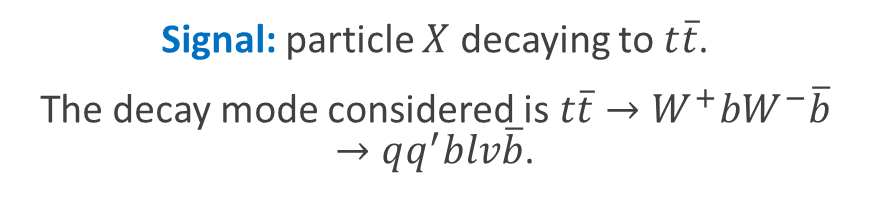 Signal: particle X decaying to tt̄.
The decay mode considered is tt̄ → W⁺bW⁻b̄
→ qq′blνb̄.